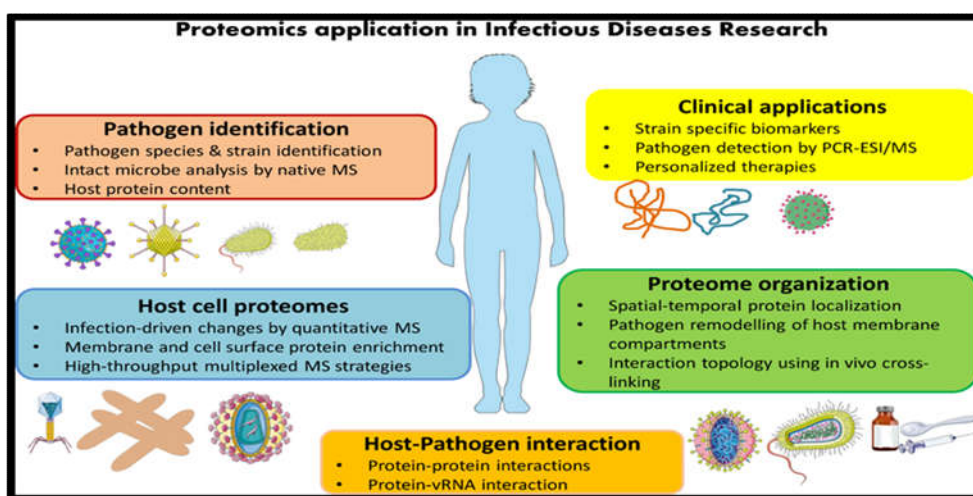 Proteomics application in Infectious Diseases Research
Pathogen identification
• Pathogen species & strain identification
• Intact microbe analysis by native MS
• Host protein content
Clinical applications
• Strain specific biomarkers
• Pathogen detection by PCR-ESI/MS
• Personalized therapies
Host cell proteomes
• Infection-driven changes by quantitative MS
• Membrane and cell surface protein enrichment
• High-throughput multiplexed MS strategies
Proteome organization
• Spatial-temporal protein localization
• Pathogen remodelling of host membrane
compartments
• Interaction topology using in vivo cross-
linking
Host-Pathogen interaction
• Protein-protein interactions
• Protein-vRNA interaction